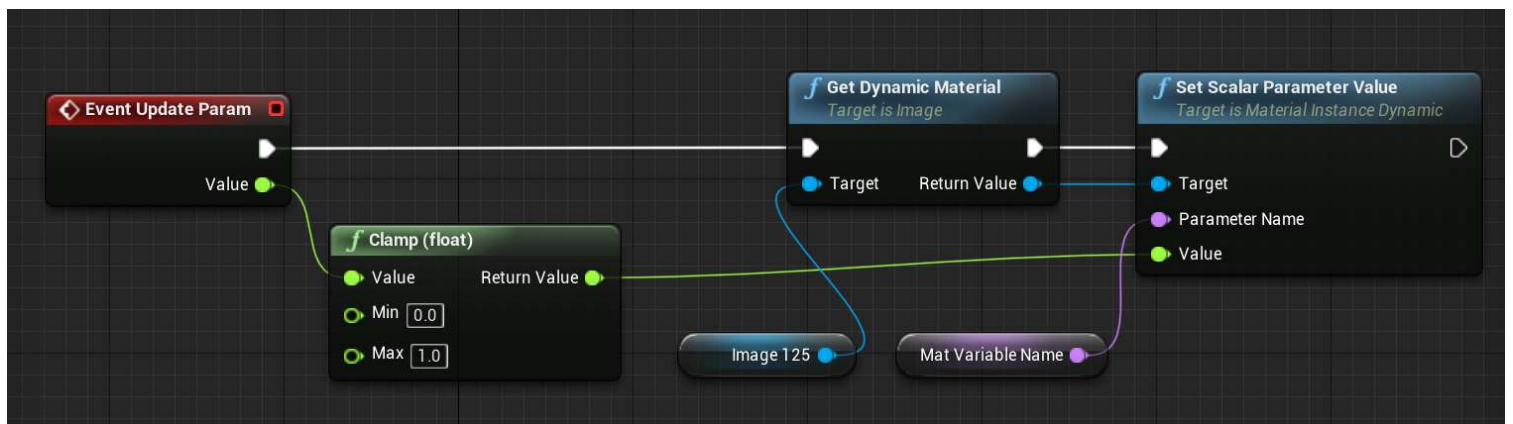 Event Update Param
Value
Clamp (float)
Value Return Value
Min 0.0
Max 1.0
Get Dynamic Material
Target is Image
Target Return Value
Image 125
Mat Variable Name
Set Scalar Parameter Value
Target is Material Instance Dynamic
Target
Parameter Name
Value